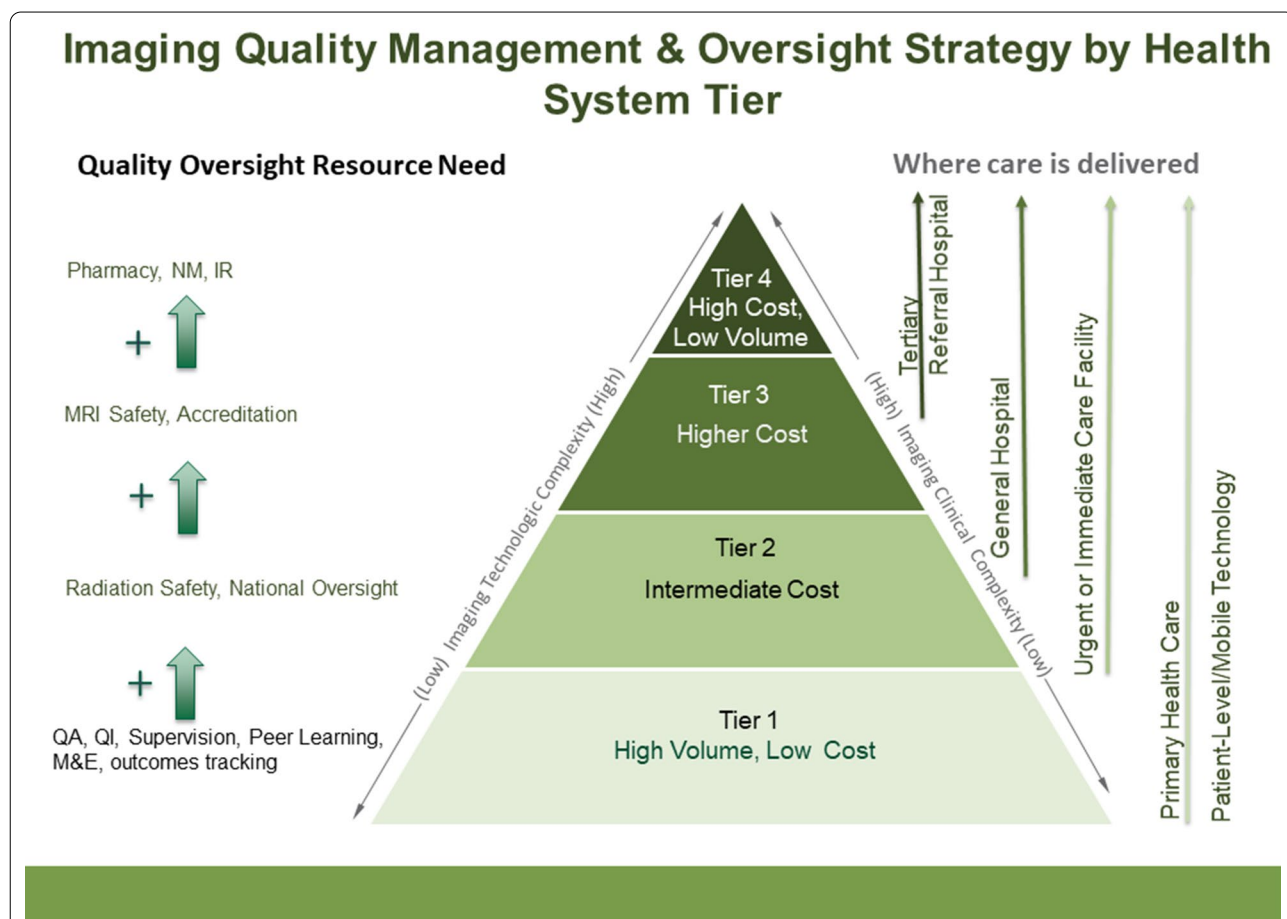 Imaging Quality Management & Oversight Strategy by Health
System Tier
Quality Oversight Resource Need
Where care is delivered
Pharmacy, NM, IR
+
MRI Safety, Accreditation
+
Radiation Safety, National Oversight
+
QA, QI, Supervision, Peer Learning,
M&E, outcomes tracking
(Low) Imaging Technologic Complexity (High)
Tier 4
High Cost,
Low Volume
Tier 3
Higher Cost
Tier 2
Intermediate Cost
Tier 1
High Volume, Low Cost
(High) Imaging Clinical Complexity (Low)
Tertiary
Referral Hospital
General Hospital
Urgent or Immediate Care Facility
Primary Health Care
Patient-Level/Mobile Technology